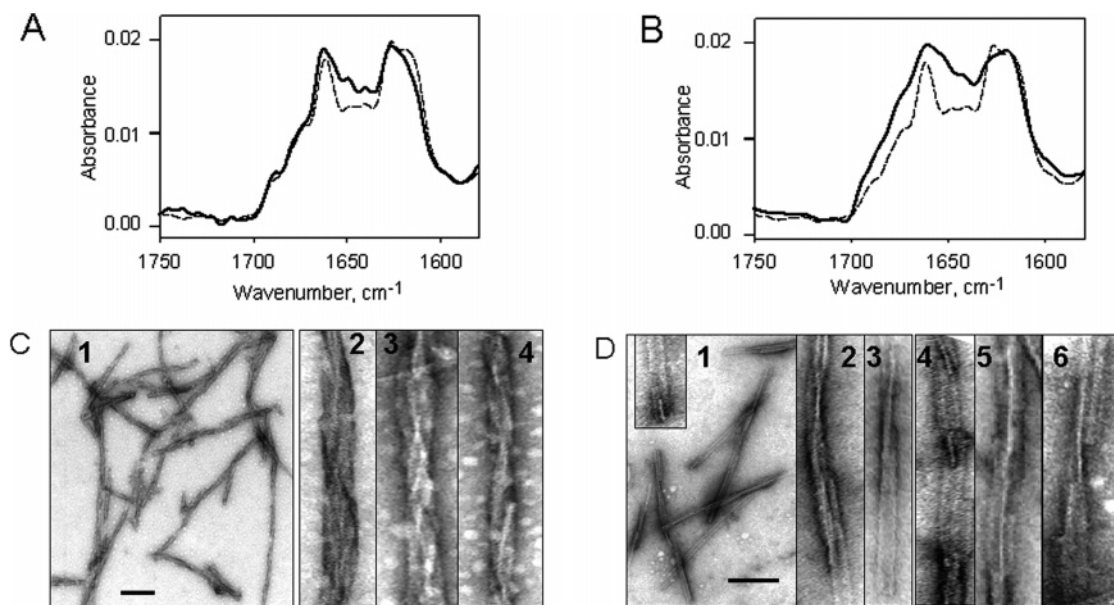 A
0.02
0.01
0.00
Absorbance
1750 1700 1650 1600
Wavenumber, cm-1
B
0.02
0.01
0.00
Absorbance
1750 1700 1650 1600
Wavenumber, cm-1
C 1 2 3 4
D 1 2 3 4 5 6